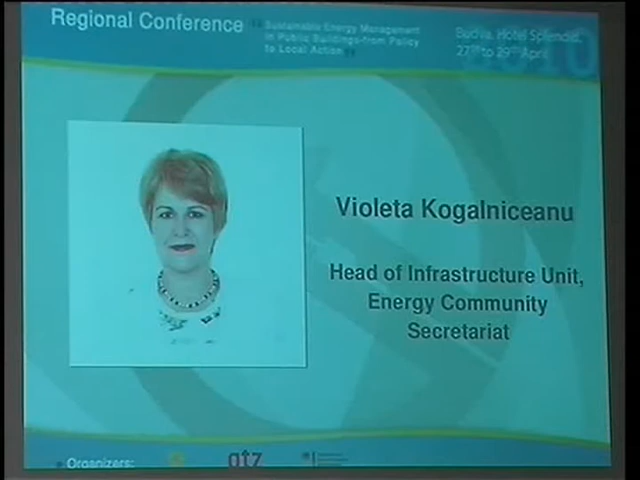 Regional Conference
Sustainable Energy Management
in Public Buildings-from Policy
to Local Action
Budva, Hotel Splendid,
27th to 29th April
2010
Violeta Kogalniceanu
Head of Infrastructure Unit,
Energy Community
Secretariat
Organizers:
gtz